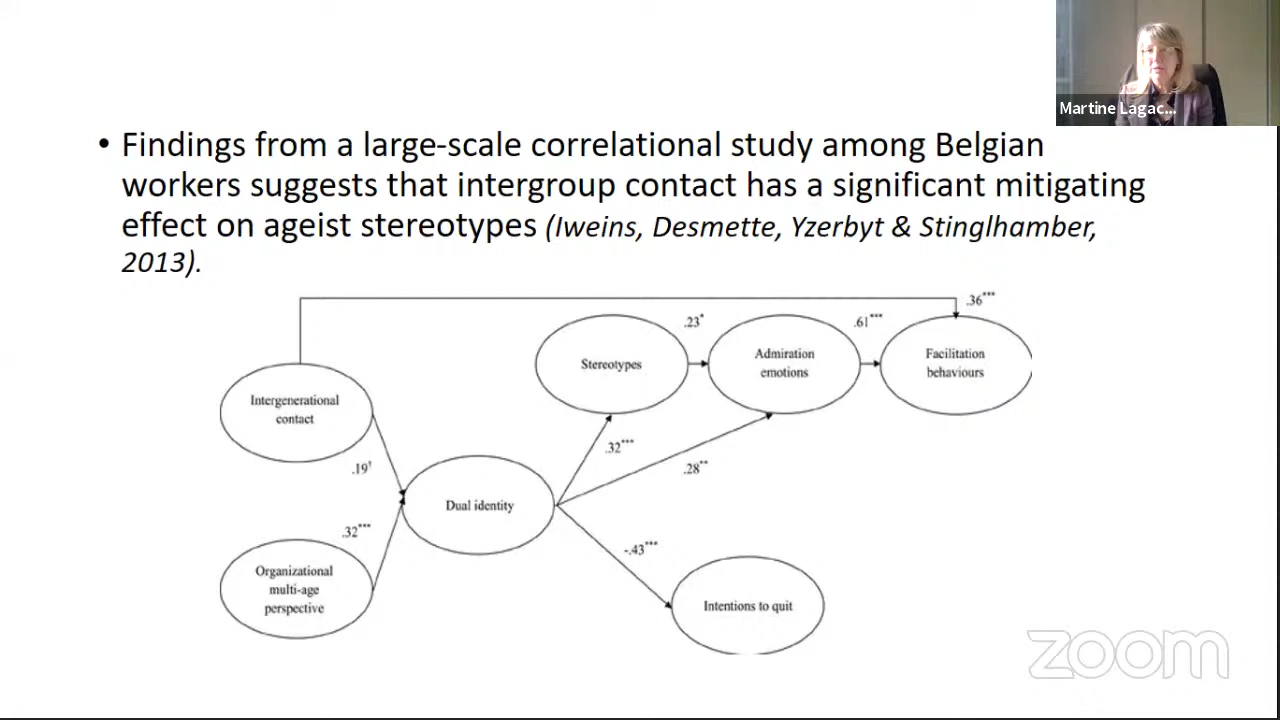 Martine Lagac...
• Findings from a large-scale correlational study among Belgian
workers suggests that intergroup contact has a significant mitigating
effect on ageist stereotypes (Iweins, Desmette, Yzerbyt & Stinglhamber,
2013).
.36***
.23*
.61***
Stereotypes
Admiration
emotions
Facilitation
behaviours
Intergenerational
contact
.32***
.19†
.28**
Dual identity
.32***
-.43***
Organizational
multi-age
perspective
Intentions to quit
zoom